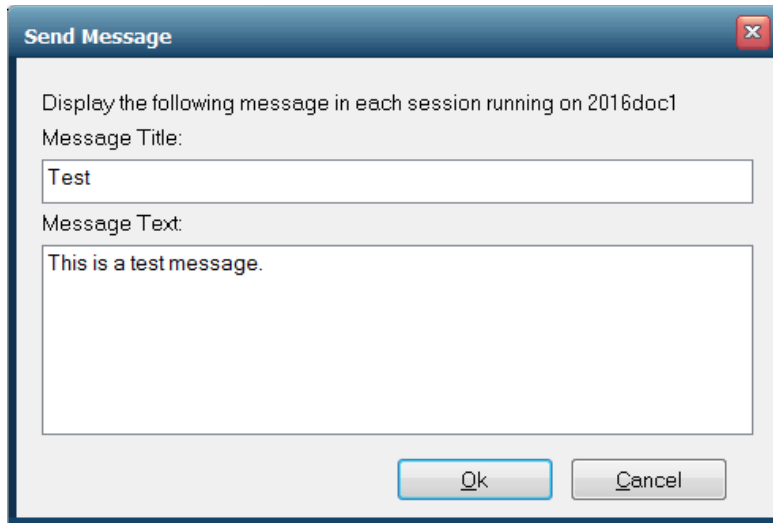 Send Message
Display the following message in each session running on 2016doc1
Message Title:
Test
Message Text:
This is a test message.
Ok
Cancel